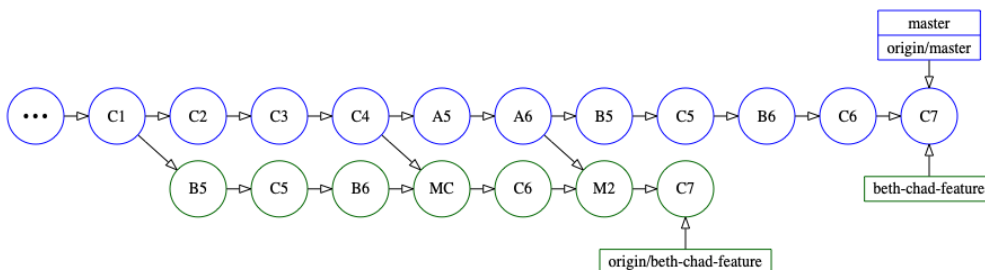 master
origin/master
••• C1 C2 C3 C4 A5 A6 B5 C5 B6 C6 C7
B5 C5 B6 MC C6 M2 C7
beth-chad-feature
origin/beth-chad-feature